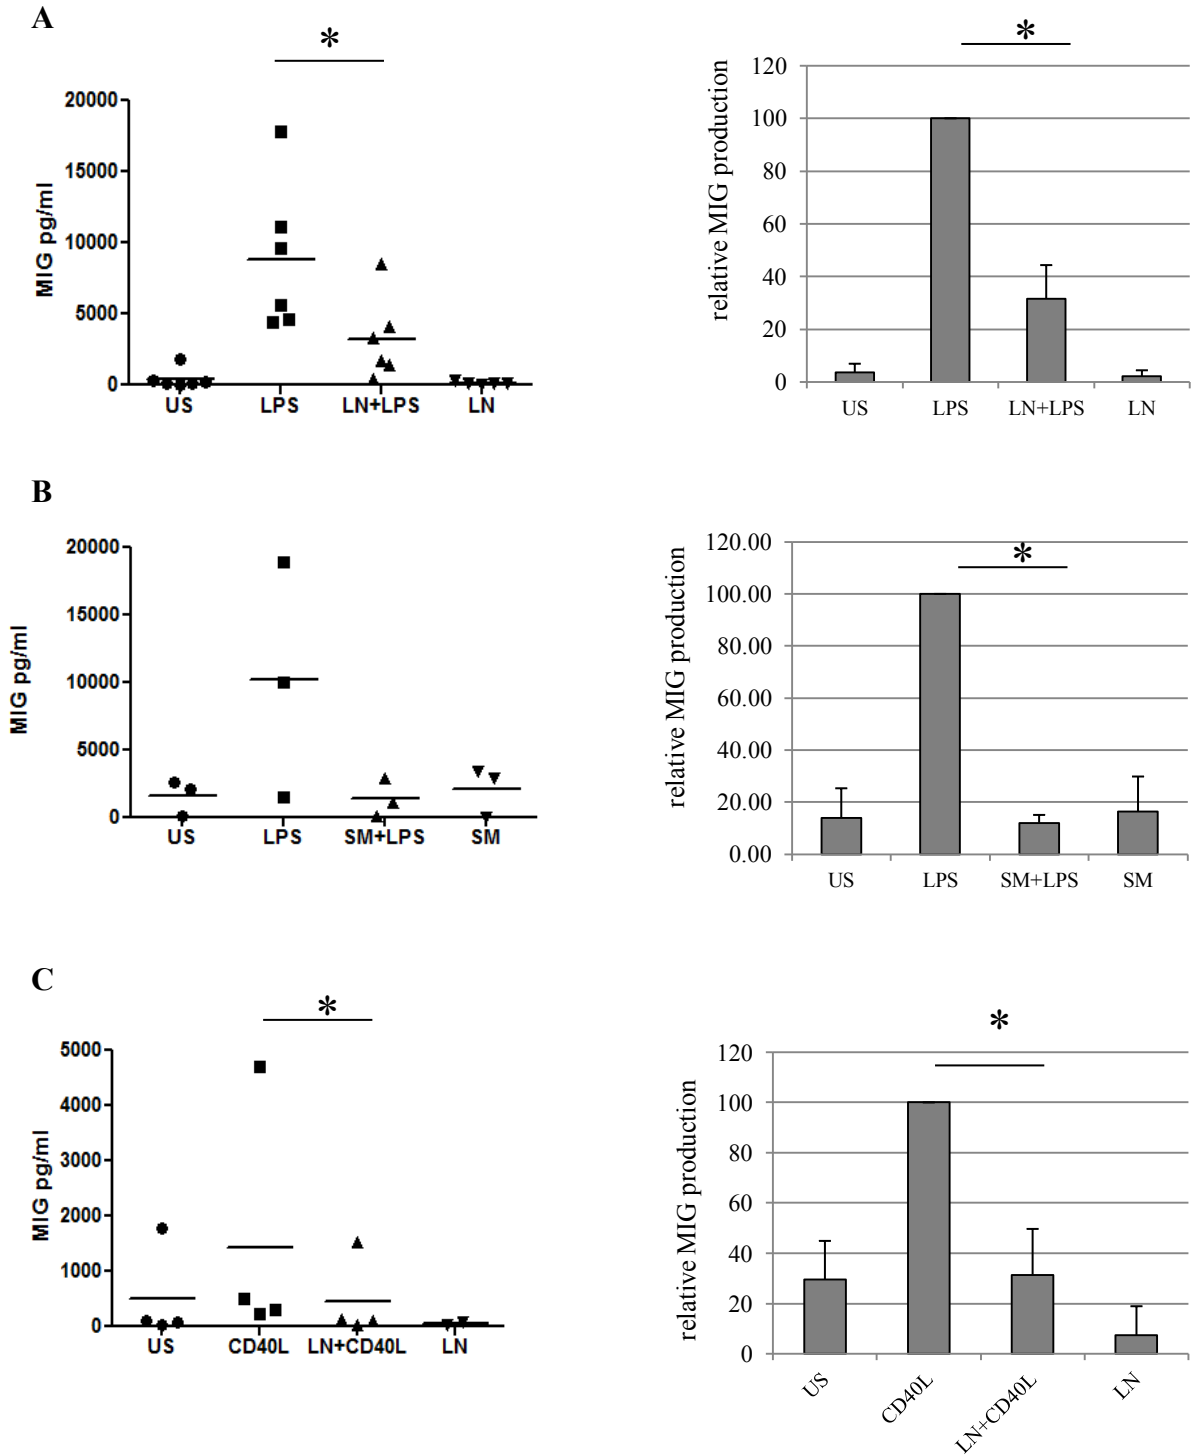 A
*
20000
15000
10000
5000
0
MIG pg/ml
US LPS LN+LPS LN
*
120
100
80
60
40
20
0
relative MIG production
US LPS LN+LPS LN
B
20000
15000
10000
5000
0
MIG pg/ml
US LPS SM+LPS SM
*
120.00
100.00
80.00
60.00
40.00
20.00
0.00
relative MIG production
US LPS SM+LPS SM
C
*
5000
4000
3000
2000
1000
0
MIG pg/ml
US CD40L LN+CD40L LN
*
120
100
80
60
40
20
0
relative MIG production
US CD40L LN+CD40L LN